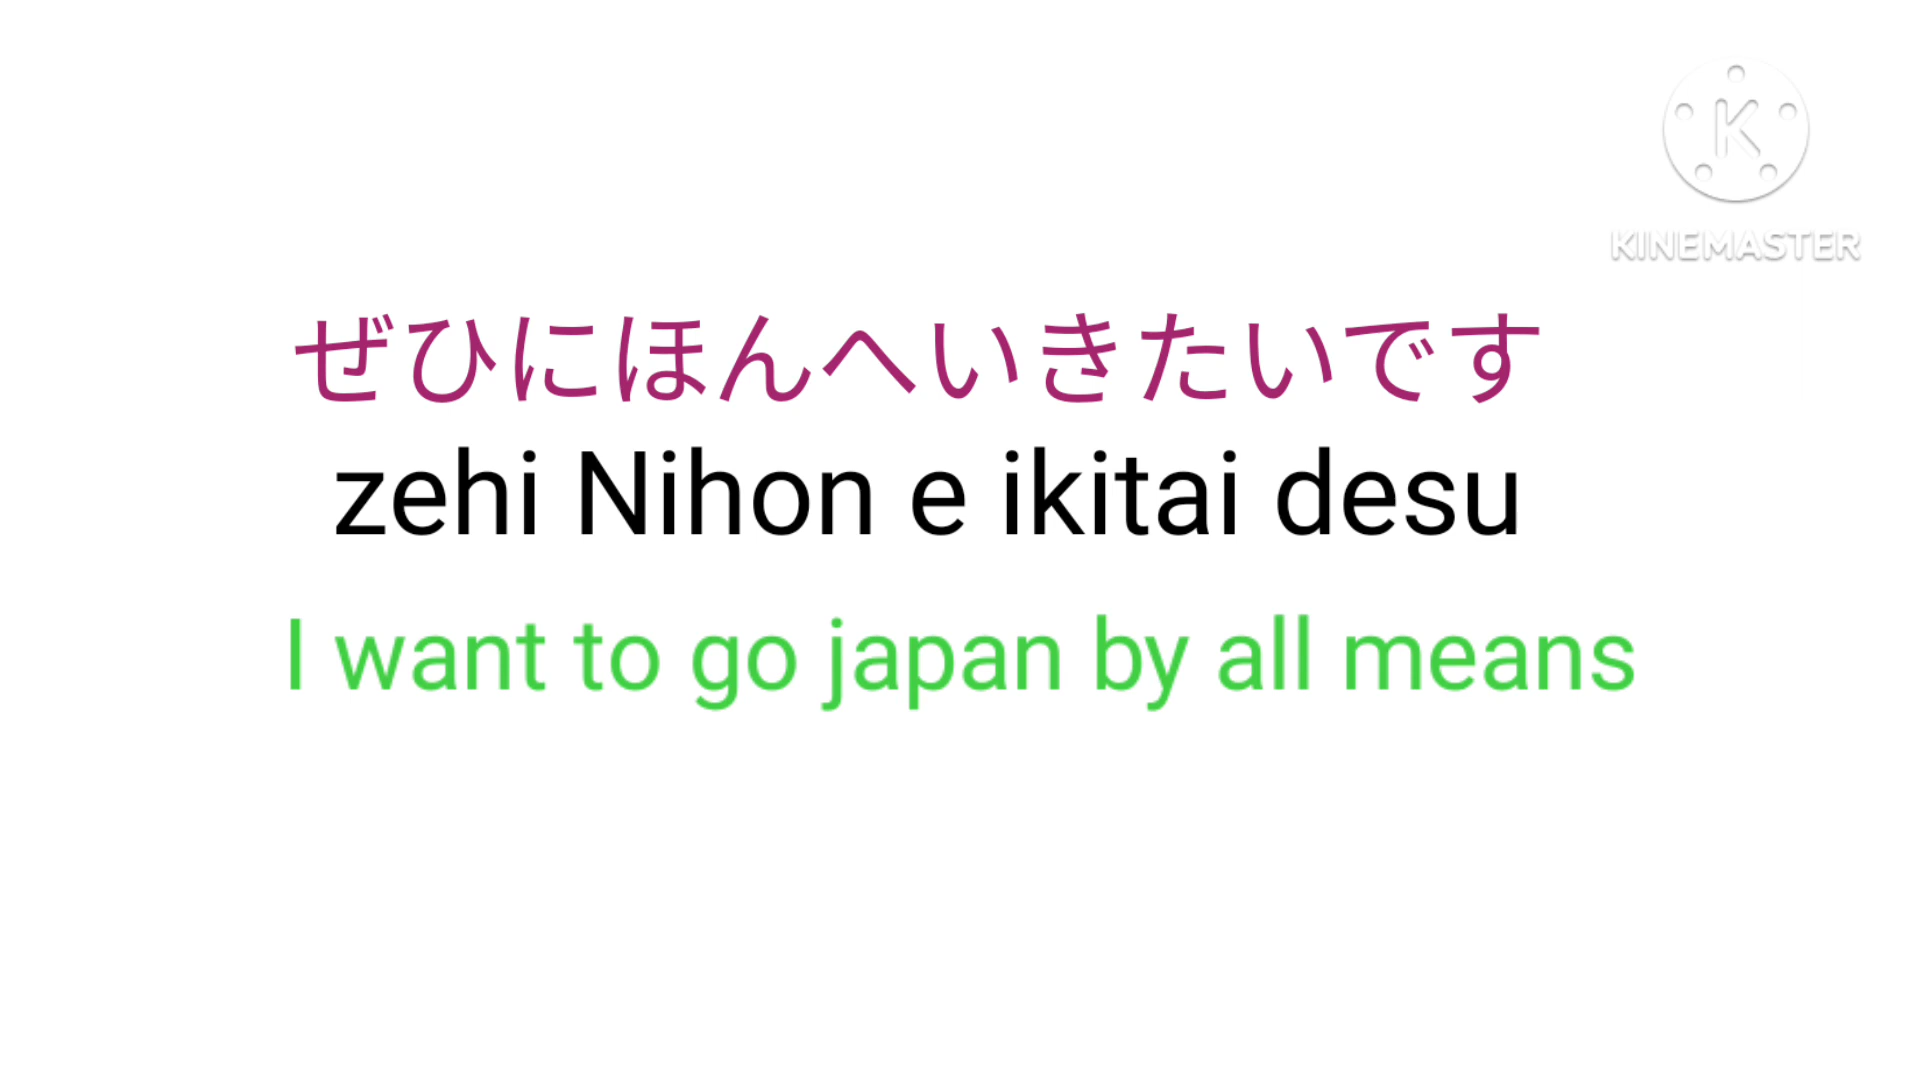 KINEMASTER
ぜひにほんへいきたいです
zehi Nihon e ikitai desu
I want to go japan by all means